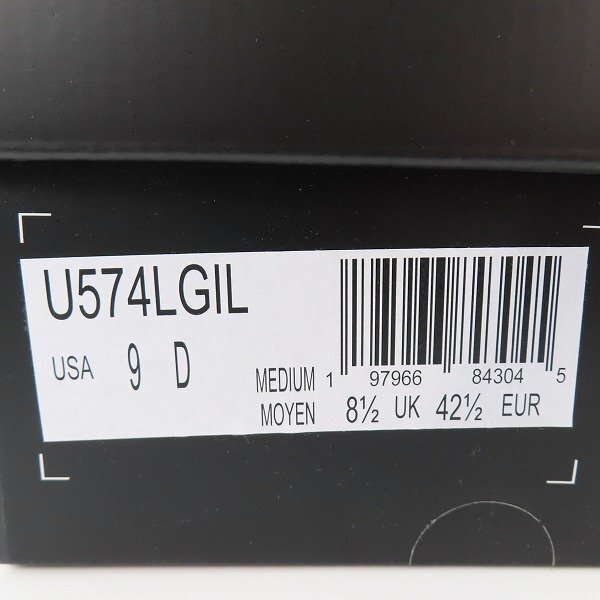 U574LGIL
USA 9 D
MEDIUM 1 97966 84304 5
MOYEN 8½ UK 42½ EUR